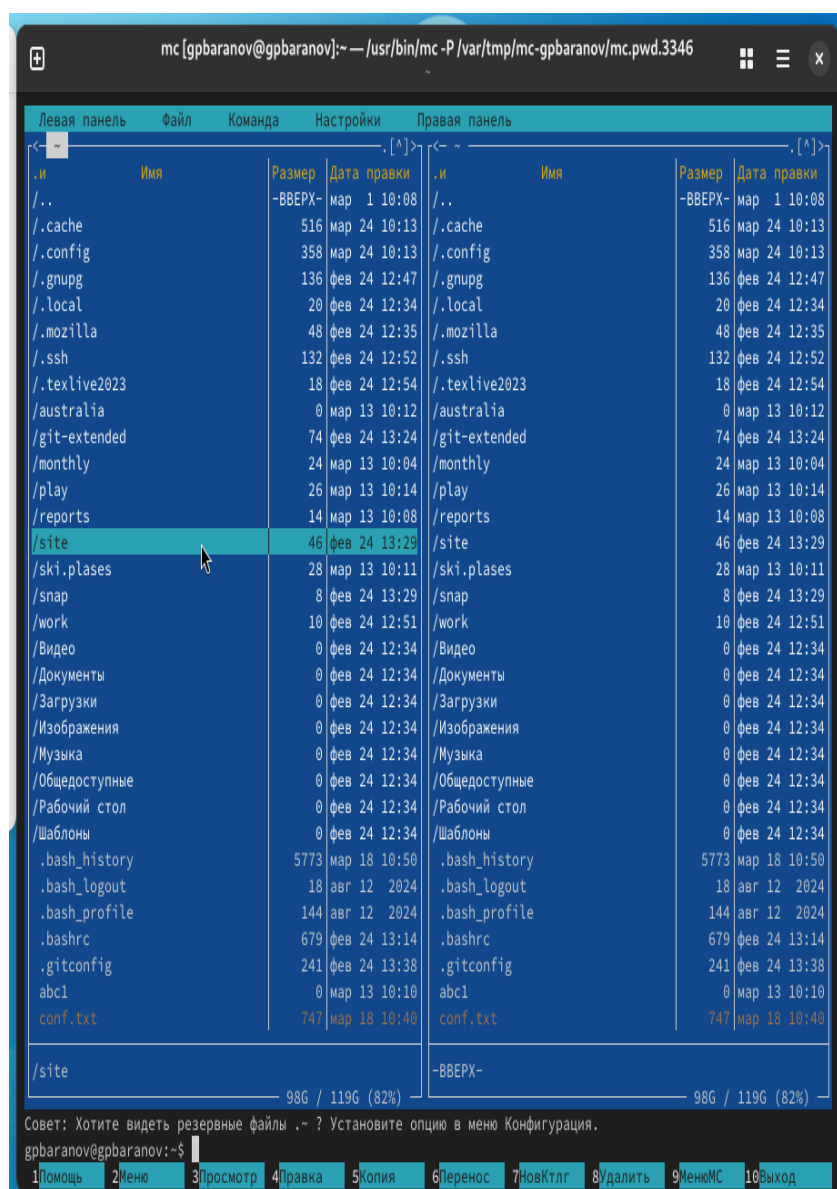 mc [gpbaranov@gpbaranov]:~ — /usr/bin/mc -P /var/tmp/mc-gpbaranov/mc.pwd.3346
~
Левая панель Файл Команда Настройки Правая панель
<- ~ .[^]> <- ~ .[^]>
.и Имя Размер Дата правки .и Имя Размер Дата правки
/.. -ВВЕРХ- мар 1 10:08 /.. -ВВЕРХ- мар 1 10:08
/.cache 516 мар 24 10:13 /.cache 516 мар 24 10:13
/.config 358 мар 24 10:13 /.config 358 мар 24 10:13
/.gnupg 136 фев 24 12:47 /.gnupg 136 фев 24 12:47
/.local 20 фев 24 12:34 /.local 20 фев 24 12:34
/.mozilla 48 фев 24 12:35 /.mozilla 48 фев 24 12:35
/.ssh 132 фев 24 12:52 /.ssh 132 фев 24 12:52
/.texlive2023 18 фев 24 12:54 /.texlive2023 18 фев 24 12:54
/australia 0 мар 13 10:12 /australia 0 мар 13 10:12
/git-extended 74 фев 24 13:24 /git-extended 74 фев 24 13:24
/monthly 24 мар 13 10:04 /monthly 24 мар 13 10:04
/play 26 мар 13 10:14 /play 26 мар 13 10:14
/reports 14 мар 13 10:08 /reports 14 мар 13 10:08
/site 46 фев 24 13:29 /site 46 фев 24 13:29
/ski.plases 28 мар 13 10:11 /ski.plases 28 мар 13 10:11
/snap 8 фев 24 13:29 /snap 8 фев 24 13:29
/work 10 фев 24 12:51 /work 10 фев 24 12:51
/Видео 0 фев 24 12:34 /Видео 0 фев 24 12:34
/Документы 0 фев 24 12:34 /Документы 0 фев 24 12:34
/Загрузки 0 фев 24 12:34 /Загрузки 0 фев 24 12:34
/Изображения 0 фев 24 12:34 /Изображения 0 фев 24 12:34
/Музыка 0 фев 24 12:34 /Музыка 0 фев 24 12:34
/Общедоступные 0 фев 24 12:34 /Общедоступные 0 фев 24 12:34
/Рабочий стол 0 фев 24 12:34 /Рабочий стол 0 фев 24 12:34
/Шаблоны 0 фев 24 12:34 /Шаблоны 0 фев 24 12:34
.bash_history 5773 мар 18 10:50 .bash_history 5773 мар 18 10:50
.bash_logout 18 авг 12 2024 .bash_logout 18 авг 12 2024
.bash_profile 144 авг 12 2024 .bash_profile 144 авг 12 2024
.bashrc 679 фев 24 13:14 .bashrc 679 фев 24 13:14
.gitconfig 241 фев 24 13:38 .gitconfig 241 фев 24 13:38
abc1 0 мар 13 10:10 abc1 0 мар 13 10:10
conf.txt 747 мар 18 10:40 conf.txt 747 мар 18 10:40
/site -ВВЕРХ-
98G / 119G (82%) 98G / 119G (82%)
Совет: Хотите видеть резервные файлы .~ ? Установите опцию в меню Конфигурация.
gpbaranov@gpbaranov:~$
1Помощь 2Меню 3Просмотр 4Правка 5Копия 6Перенос 7НовКтлг 8Удалить 9МенюМС 10Выход